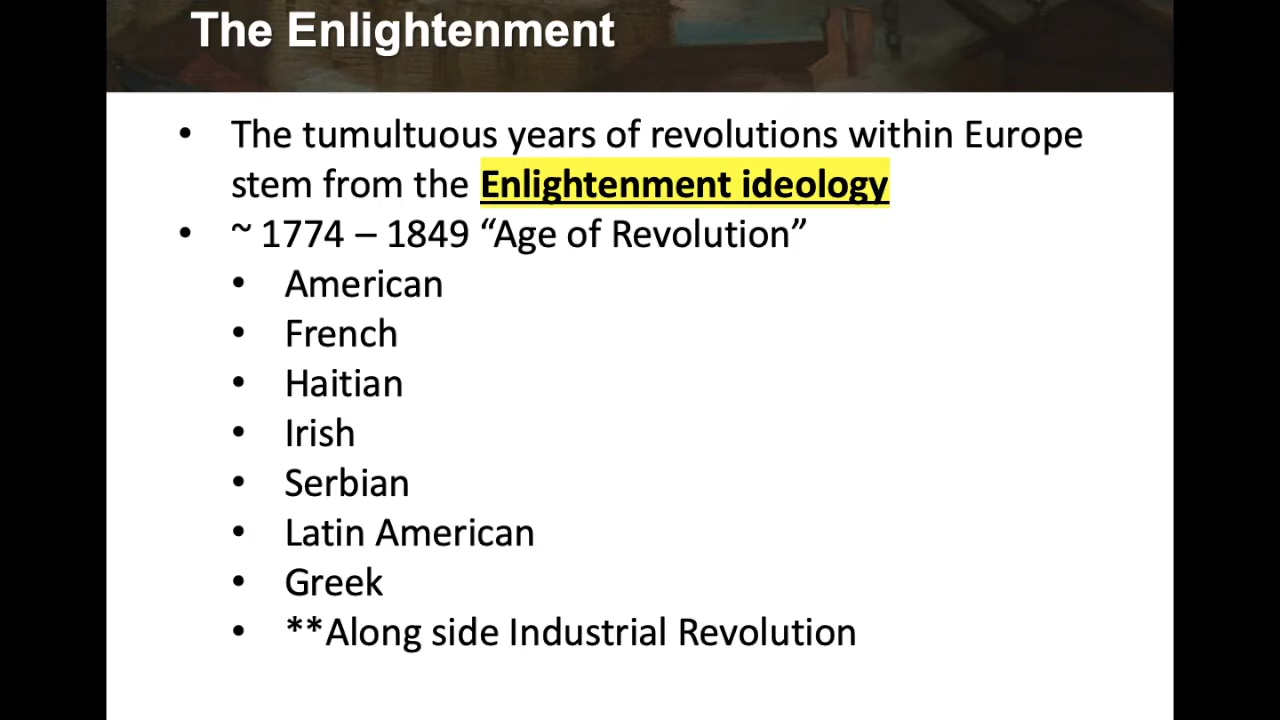 The Enlightenment
• The tumultuous years of revolutions within Europe
stem from the Enlightenment ideology
• ~ 1774 – 1849 “Age of Revolution”
• American
• French
• Haitian
• Irish
• Serbian
• Latin American
• Greek
• **Along side Industrial Revolution